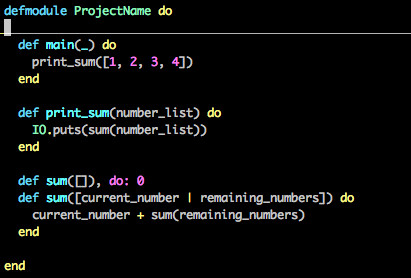 defmodule ProjectName do
def main(_) do
print_sum([1, 2, 3, 4])
end
def print_sum(number_list) do
IO.puts(sum(number_list))
end
def sum([]), do: 0
def sum([current_number | remaining_numbers]) do
current_number + sum(remaining_numbers)
end
end